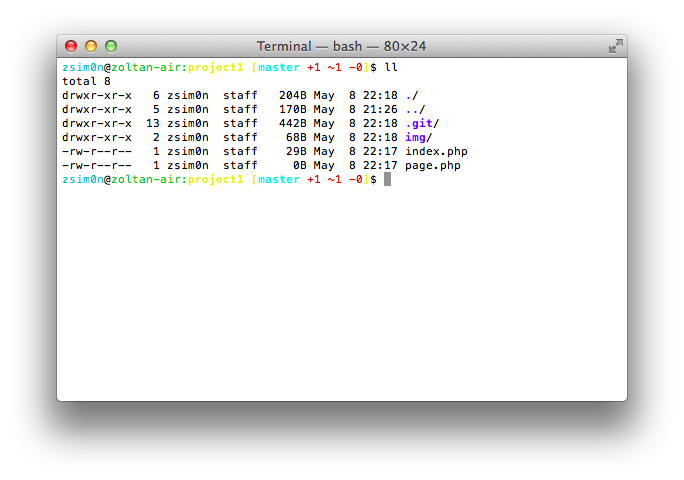 Terminal — bash — 80×24
zsim0n@zoltan-air:project1 [master +1 ~1 -0]$ ll
total 8
drwxr-xr-x   6 zsim0n  staff   204B May  8 22:18 ./
drwxr-xr-x   5 zsim0n  staff   170B May  8 21:26 ../
drwxr-xr-x  13 zsim0n  staff   442B May  8 22:18 .git/
drwxr-xr-x   2 zsim0n  staff    68B May  8 22:18 img/
-rw-r--r--   1 zsim0n  staff    29B May  8 22:17 index.php
-rw-r--r--   1 zsim0n  staff     0B May  8 22:17 page.php
zsim0n@zoltan-air:project1 [master +1 ~1 -0]$